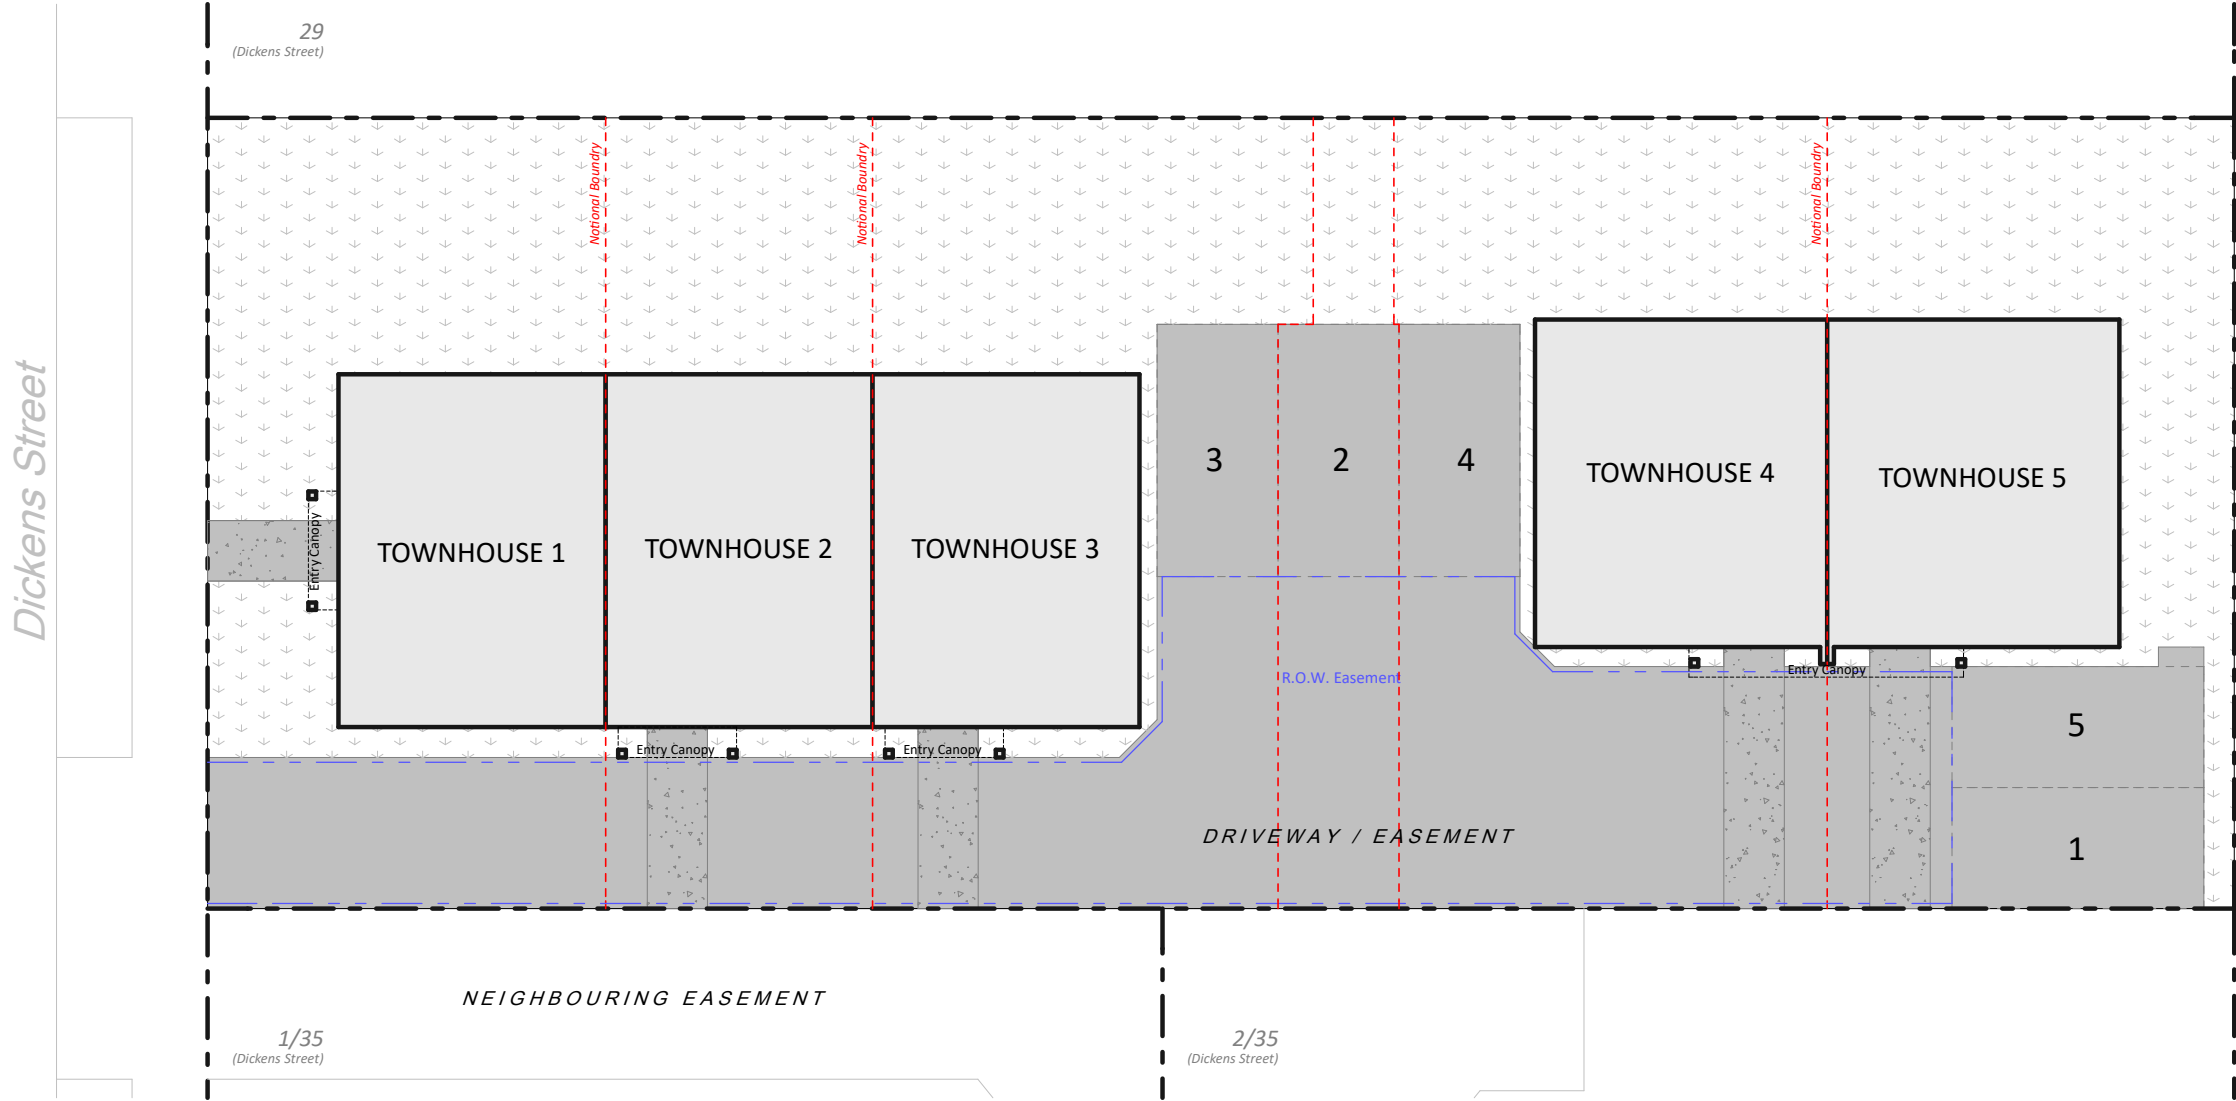 29
(Dickens Street)
Dickens Street
Notional Boundry
Notional Boundry
Notional Boundry
3
2
4
TOWNHOUSE 4
TOWNHOUSE 5
TOWNHOUSE 1
TOWNHOUSE 2
TOWNHOUSE 3
Entry Canopy
Entry Canopy
Entry Canopy
Entry Canopy
R.O.W. Easement
5
DRIVEWAY / EASEMENT
1
NEIGHBOURING EASEMENT
1/35
(Dickens Street)
2/35
(Dickens Street)